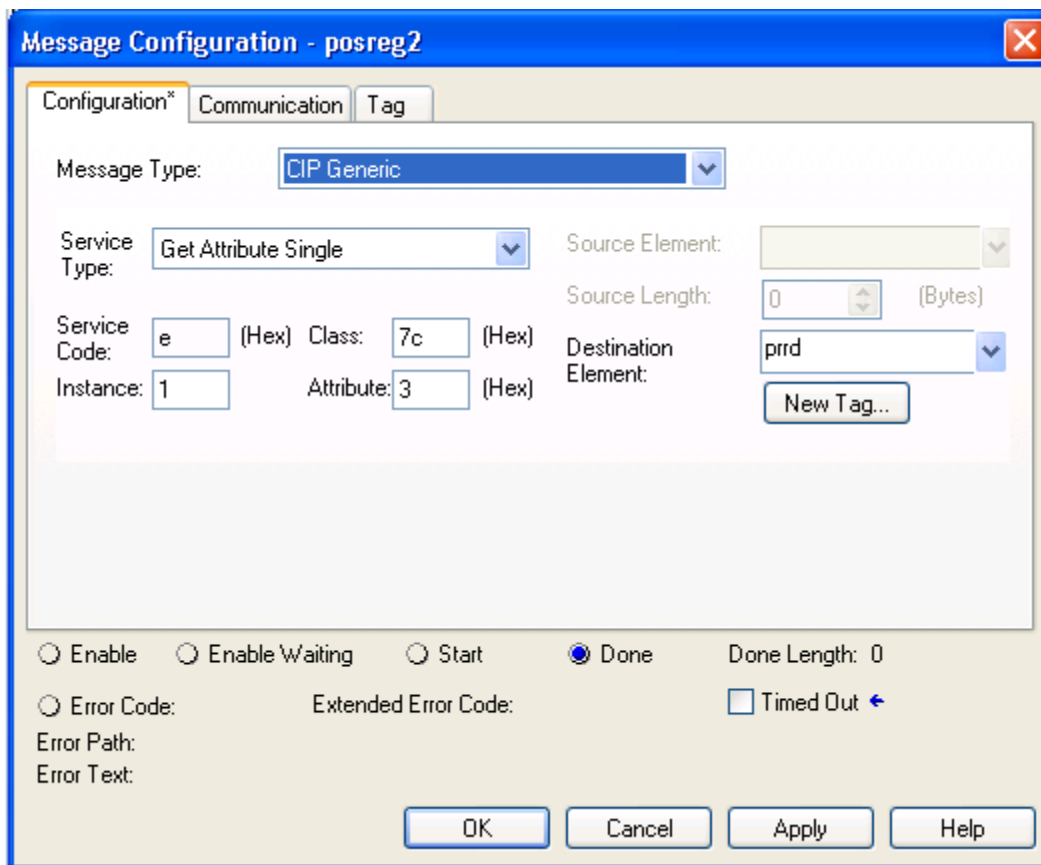 Message Configuration - posreg2
Configuration* Communication Tag
Message Type: CIP Generic
Service Type: Get Attribute Single
Source Element:
Source Length: 0 (Bytes)
Service Code: e (Hex) Class: 7c (Hex)
Destination Element: prrd
Instance: 1 Attribute: 3 (Hex)
New Tag...
Enable Enable Waiting Start Done Done Length: 0
Error Code: Extended Error Code: Timed Out
Error Path:
Error Text:
OK Cancel Apply Help